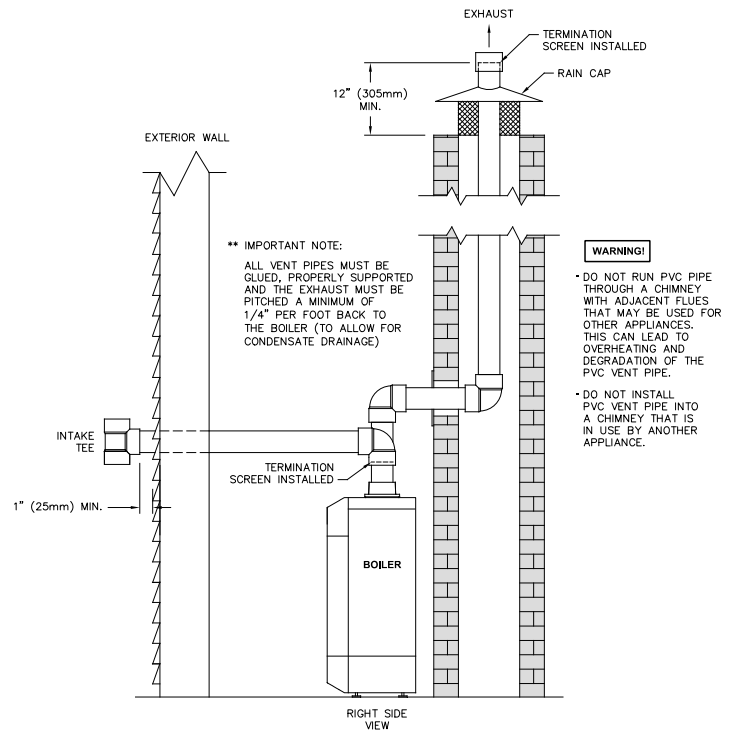 EXHAUST
TERMINATION
SCREEN INSTALLED
RAIN CAP
12" (305mm)
MIN.
EXTERIOR WALL
** IMPORTANT NOTE:
ALL VENT PIPES MUST BE
GLUED, PROPERLY SUPPORTED
AND THE EXHAUST MUST BE
PITCHED A MINIMUM OF
1/4" PER FOOT BACK TO
THE BOILER (TO ALLOW FOR
CONDENSATE DRAINAGE)
WARNING!
- DO NOT RUN PVC PIPE
THROUGH A CHIMNEY
WITH ADJACENT FLUES
THAT MAY BE USED FOR
OTHER APPLIANCES.
THIS CAN LEAD TO
OVERHEATING AND
DEGRADATION OF THE
PVC VENT PIPE.
- DO NOT INSTALL
PVC VENT PIPE INTO
A CHIMNEY THAT IS
IN USE BY ANOTHER
APPLIANCE.
INTAKE
TEE
TERMINATION
SCREEN INSTALLED
1" (25mm) MIN.
BOILER
RIGHT SIDE
VIEW